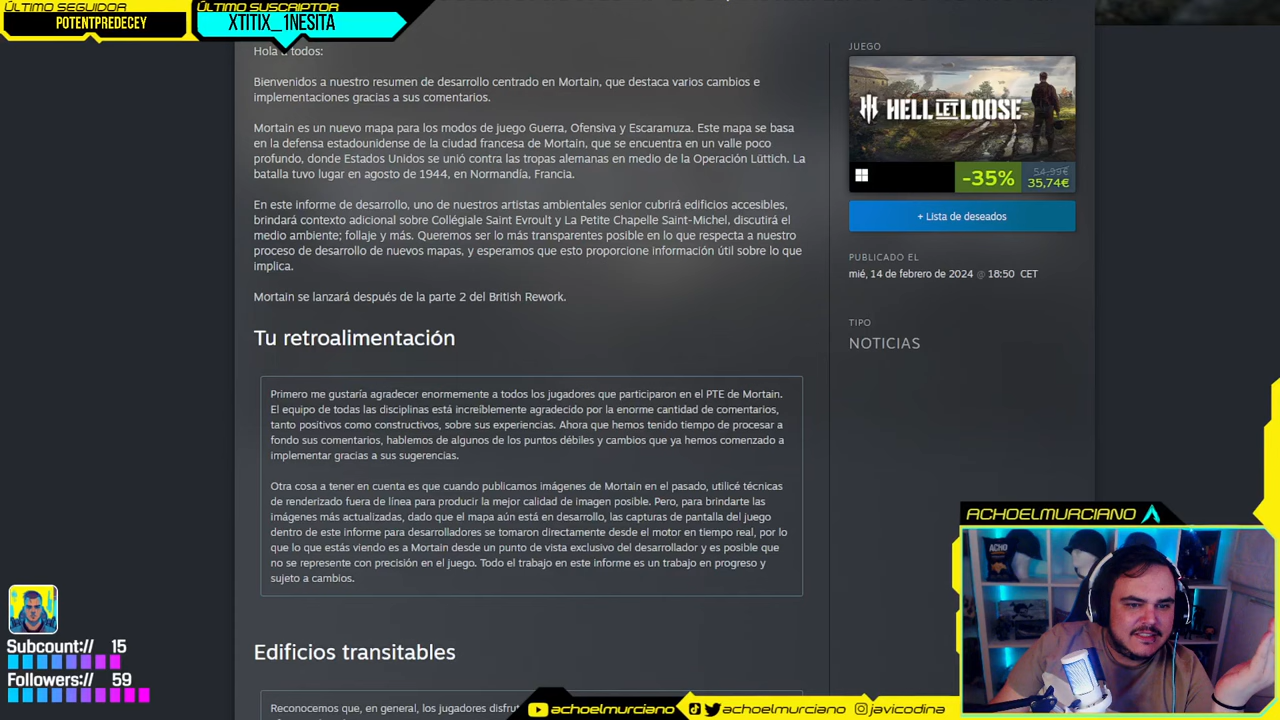 ÚLTIMO SEGUIDOR
POTENTPREDECEY
ÚLTIMO SUSCRIPTOR
XTITIX_1NESITA
Hola a todos:
Bienvenidos a nuestro resumen de desarrollo centrado en Mortain, que destaca varios cambios e
implementaciones gracias a sus comentarios.
Mortain es un nuevo mapa para los modos de juego Guerra, Ofensiva y Escaramuza. Este mapa se basa
en la defensa estadounidense de la ciudad francesa de Mortain, que se encuentra en un valle poco
profundo, donde Estados Unidos se unió contra las tropas alemanas en medio de la Operación Lüttich. La
batalla tuvo lugar en agosto de 1944, en Normandía, Francia.
En este informe de desarrollo, uno de nuestros artistas ambientales senior cubrirá edificios accesibles,
brindará contexto adicional sobre Collégiale Saint Evroult y La Petite Chapelle Saint-Michel, discutirá el
medio ambiente; follaje y más. Queremos ser lo más transparentes posible en lo que respecta a nuestro
proceso de desarrollo de nuevos mapas, y esperamos que esto proporcione información útil sobre lo que
implica.
Mortain se lanzará después de la parte 2 del British Rework.
Tu retroalimentación
Primero me gustaría agradecer enormemente a todos los jugadores que participaron en el PTE de Mortain.
El equipo de todas las disciplinas está increíblemente agradecido por la enorme cantidad de comentarios,
tanto positivos como constructivos, sobre sus experiencias. Ahora que hemos tenido tiempo de procesar a
fondo sus comentarios, hablemos de algunos de los puntos débiles y cambios que ya hemos comenzado a
implementar gracias a sus sugerencias.
Otra cosa a tener en cuenta es que cuando publicamos imágenes de Mortain en el pasado, utilicé técnicas
de renderizado fuera de línea para producir la mejor calidad de imagen posible. Pero, para brindarte las
imágenes más actualizadas, dado que el mapa aún está en desarrollo, las capturas de pantalla del juego
dentro de este informe para desarrolladores se tomaron directamente desde el motor en tiempo real, por lo
que lo que estás viendo es a Mortain desde un punto de vista exclusivo del desarrollador y es posible que
no se represente con precisión en el juego. Todo el trabajo en este informe es un trabajo en progreso y
sujeto a cambios.
Edificios transitables
Reconocemos que, en general, los jugadores disfrut
JUEGO
HELL LET LOOSE
-35%
54,99€
35,74€
+ Lista de deseados
PUBLICADO EL
mié, 14 de febrero de 2024 @ 18:50 CET
TIPO
NOTICIAS
ACHOELMURCIANO
ACHO
Subcount:// 15
Followers:// 59
achoelmurciano
achoelmurciano
javicodina